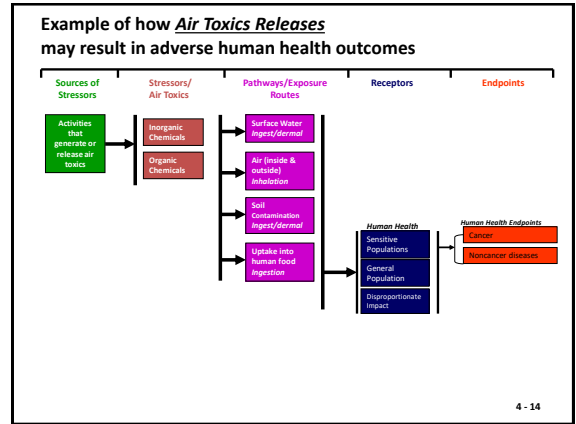 Example of how Air Toxics Releases
may result in adverse human health outcomes
Sources of
Stressors
Stressors/
Air Toxics
Pathways/Exposure
Routes
Receptors
Endpoints
Activities
that
generate or
release air
toxics
Inorganic
Chemicals
Organic
Chemicals
Surface Water
Ingest/dermal
Air (inside &
outside)
Inhalation
Soil
Contamination
Ingest/dermal
Uptake into
human food
Ingestion
Human Health
Sensitive
Populations
General
Population
Disproportionate
Impact
Human Health Endpoints
Cancer
Noncancer diseases
4 - 14